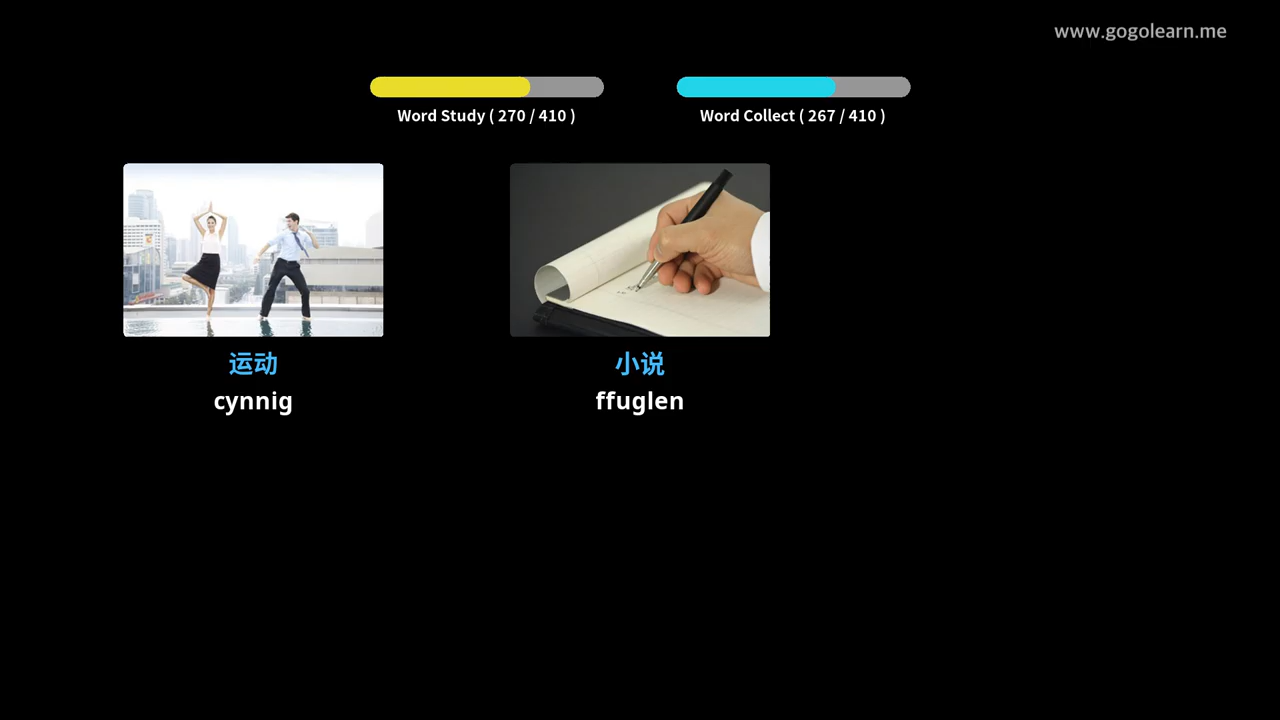 www.gogolearn.me
Word Study ( 270 / 410 )
Word Collect ( 267 / 410 )
运动
cynnig
小说
ffuglen